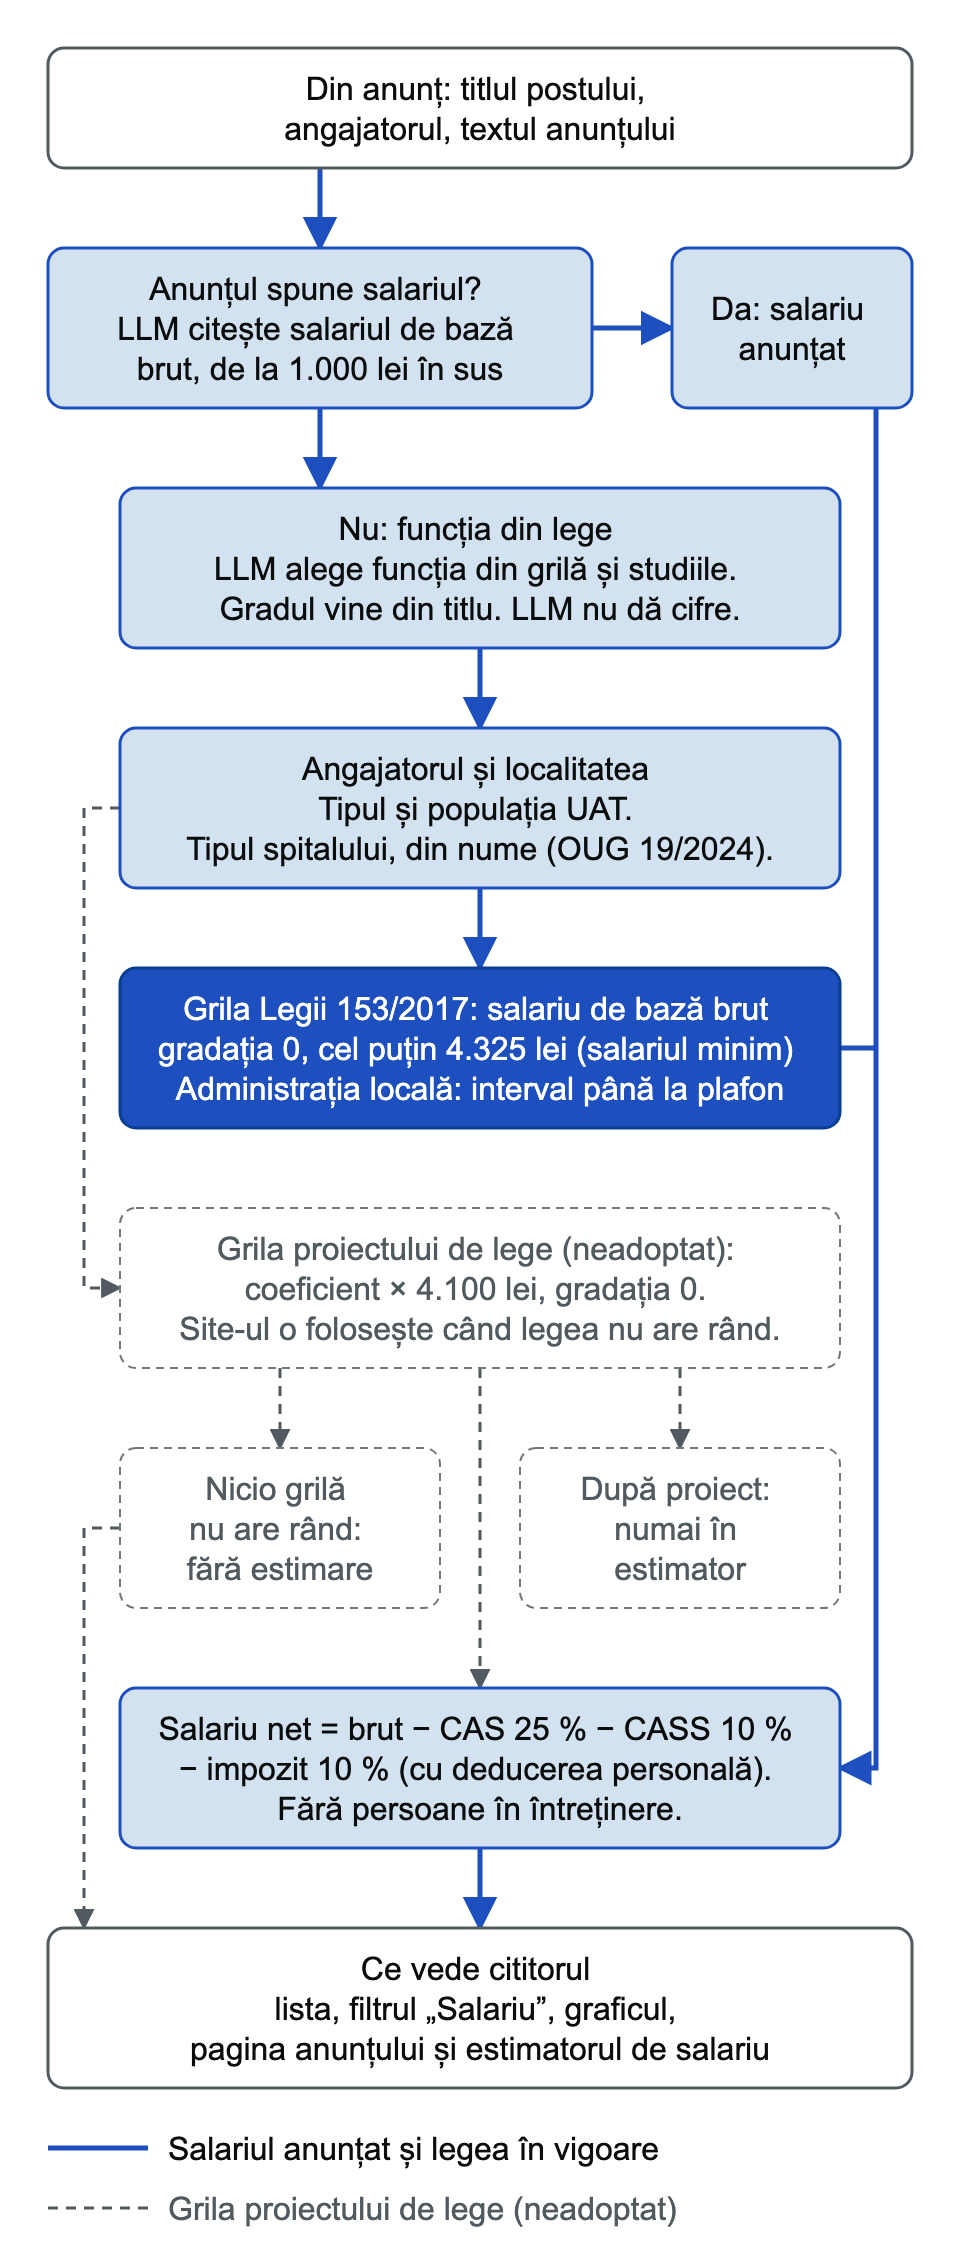 Din anunț: titlul postului,
angajatorul, textul anunțului
Anunțul spune salariul?
LLM citește salariul de bază
brut, de la 1.000 lei în sus
Da: salariu
anunțat
Nu: funcția din lege
LLM alege funcția din grilă și studiile.
Gradul vine din titlu. LLM nu dă cifre.
Angajatorul și localitatea
Tipul și populația UAT.
Tipul spitalului, din nume (OUG 19/2024).
Grila Legii 153/2017: salariu de bază brut
gradația 0, cel puțin 4.325 lei (salariul minim)
Administrația locală: interval până la plafon
Grila proiectului de lege (neadoptat):
coeficient × 4.100 lei, gradația 0.
Site-ul o folosește când legea nu are rând.
Nicio grilă
nu are rând:
fără estimare
După proiect:
numai în
estimator
Salariu net = brut − CAS 25 % − CASS 10 %
− impozit 10 % (cu deducerea personală).
Fără persoane în întreținere.
Ce vede cititorul
lista, filtrul „Salariu”, graficul,
pagina anunțului și estimatorul de salariu
Salariul anunțat și legea în vigoare
Grila proiectului de lege (neadoptat)